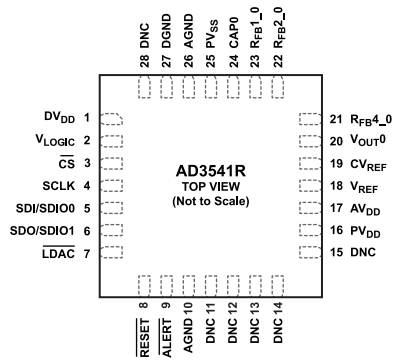 28 DNC
27 DGND
26 AGND
25 PVSS
24 CAP0
23 RFB1_0
22 RFB2_0
DVDD 1
VLOGIC 2
CS 3
SCLK 4
SDI/SDIO0 5
SDO/SDIO1 6
LDAC 7
AD3541R
TOP VIEW
(Not to Scale)
21 RFB4_0
20 VOUT0
19 CVREF
18 VREF
17 AVDD
16 PVDD
15 DNC
RESET 8
ALERT 9
AGND 10
DNC 11
DNC 12
DNC 13
DNC 14